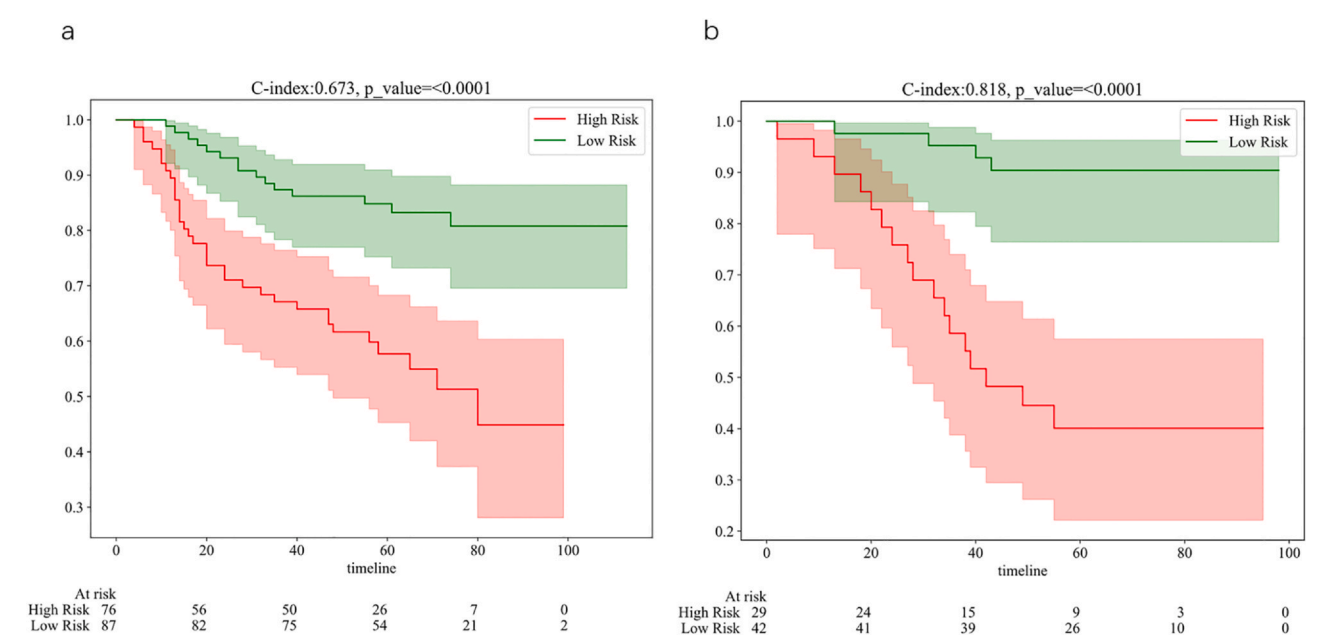 a
C-index:0.673, p_value=<0.0001
High Risk
Low Risk
1.0
0.9
0.8
0.7
0.6
0.5
0.4
0.3
0 20 40 60 80 100
timeline
At risk
High Risk 76 56 50 26 7 0
Low Risk 87 82 75 54 21 2
b
C-index:0.818, p_value=<0.0001
High Risk
Low Risk
1.0
0.9
0.8
0.7
0.6
0.5
0.4
0.3
0.2
0 20 40 60 80 100
timeline
At risk
High Risk 29 24 15 9 3 0
Low Risk 42 41 39 26 10 0